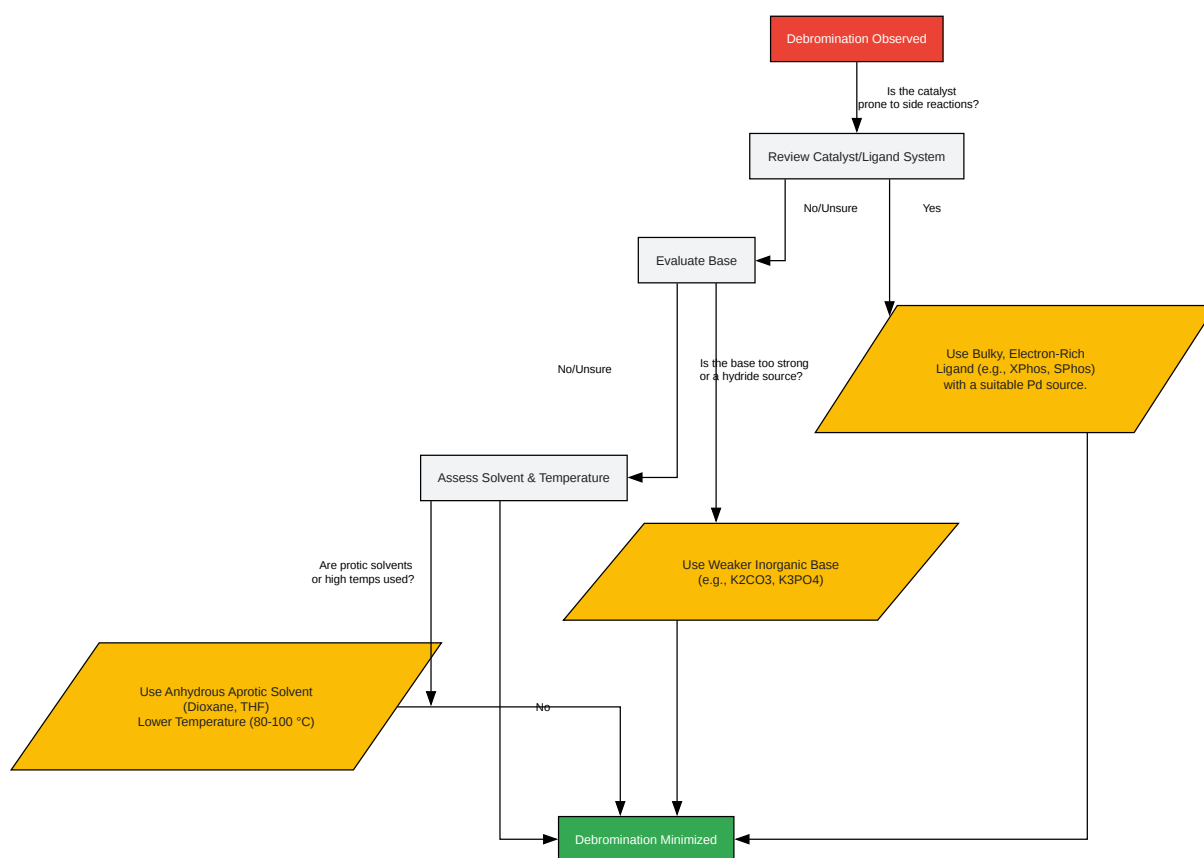 Debromination Observed
Is the catalyst
prone to side reactions?
Review Catalyst/Ligand System
No/Unsure
Yes
Evaluate Base
Use Bulky, Electron-Rich
Ligand (e.g., XPhos, SPhos)
with a suitable Pd source.
No/Unsure
Is the base too strong
or a hydride source?
Assess Solvent & Temperature
Are protic solvents
or high temps used?
Use Weaker Inorganic Base
(e.g., K2CO3, K3PO4)
Use Anhydrous Aprotic Solvent
(Dioxane, THF)
Lower Temperature (80-100 °C)
No
Debromination Minimized